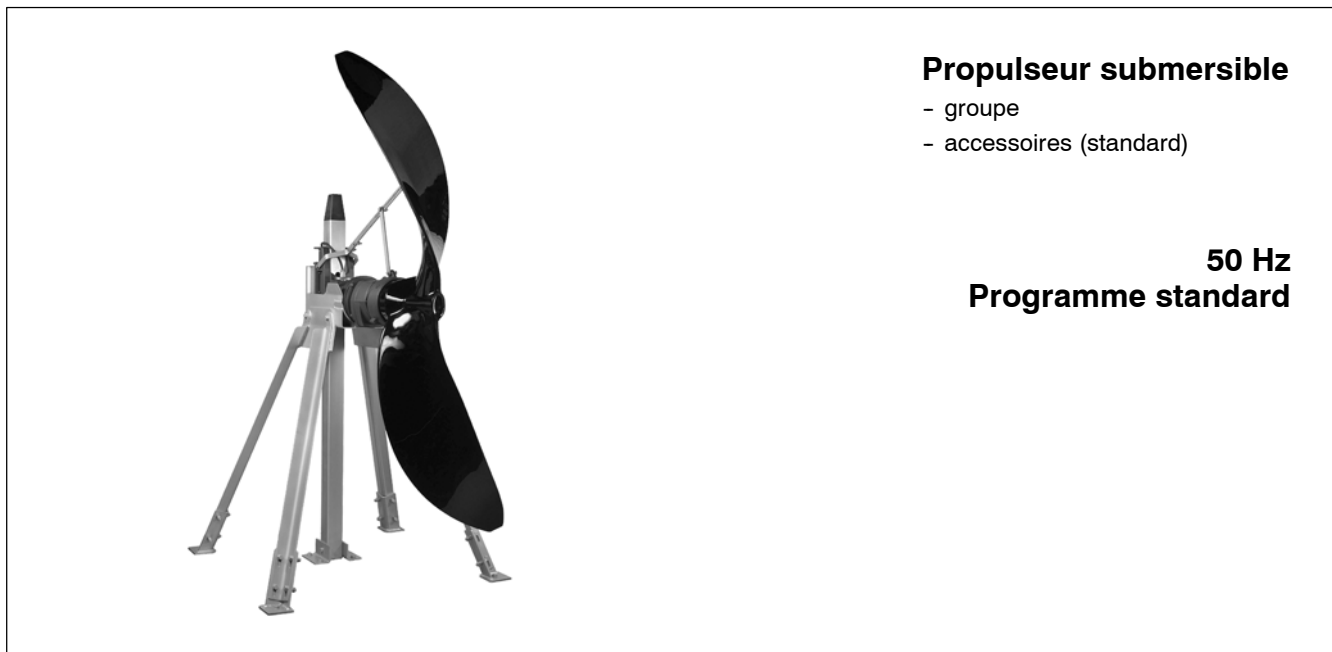 Propulseur submersible
- groupe
- accessoires (standard)
50 Hz
Programme standard